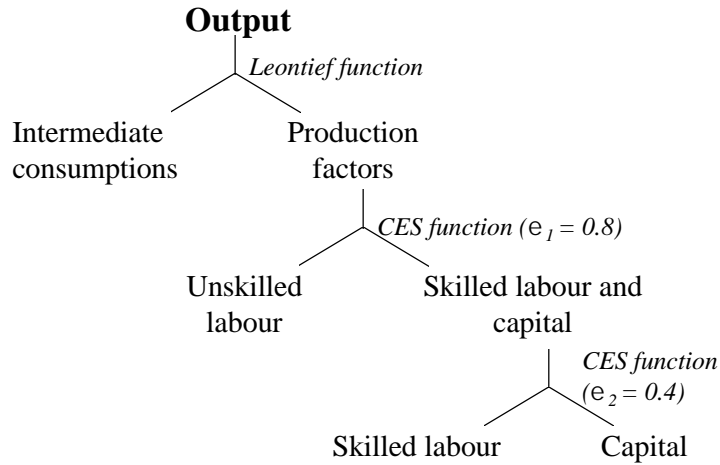 Output
Leontief function
Intermediate
consumptions
Production
factors
CES function (e₁ = 0.8)
Unskilled
labour
Skilled labour and
capital
CES function
(e₂ = 0.4)
Skilled labour
Capital